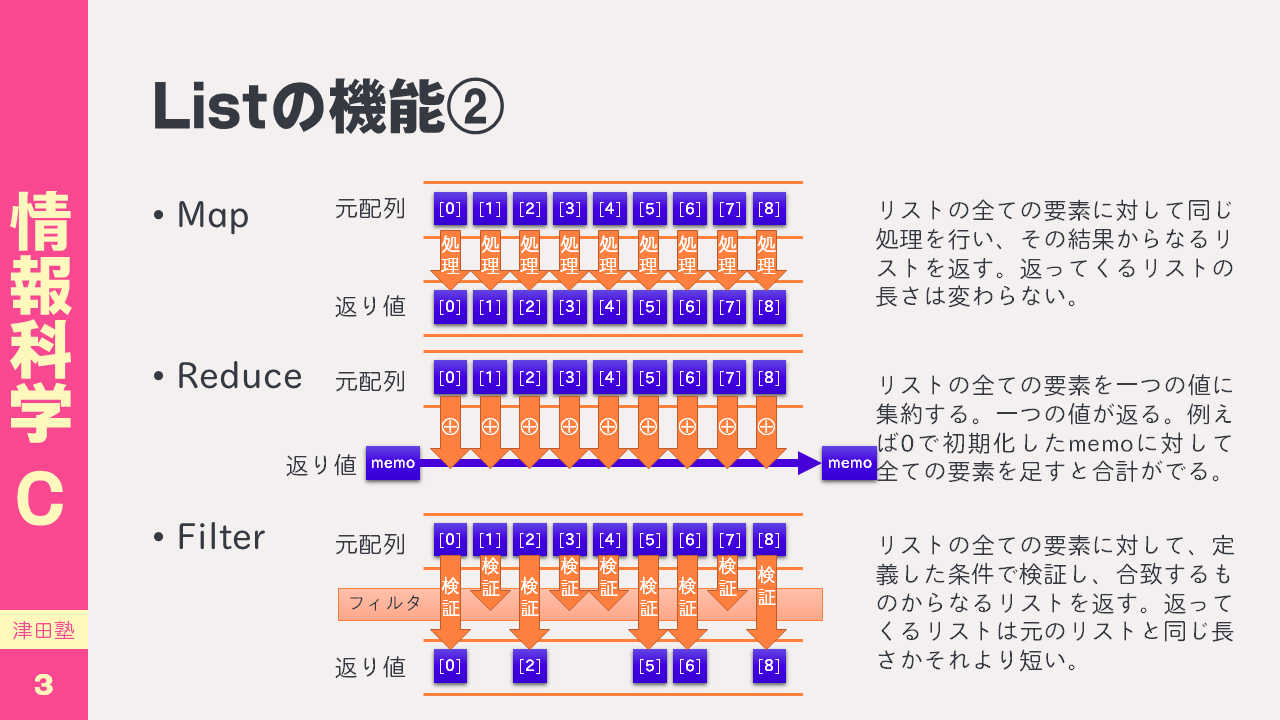 情報科学 C
津田塾
3
Listの機能②
• Map
元配列
[0] [1] [2] [3] [4] [5] [6] [7] [8]
処理 処理 処理 処理 処理 処理 処理 処理 処理
返り値
[0] [1] [2] [3] [4] [5] [6] [7] [8]
リストの全ての要素に対して同じ
処理を行い、その結果からなるリ
ストを返す。返ってくるリストの
長さは変わらない。
• Reduce
元配列
[0] [1] [2] [3] [4] [5] [6] [7] [8]
⊕ ⊕ ⊕ ⊕ ⊕ ⊕ ⊕ ⊕ ⊕
返り値
memo
memo
リストの全ての要素を一つの値に
集約する。一つの値が返る。例え
ば0で初期化したmemoに対して
全ての要素を足すと合計がでる。
• Filter
元配列
[0] [1] [2] [3] [4] [5] [6] [7] [8]
検証 検証 検証 検証 検証 検証 検証 検証 検証
フィルタ
返り値
[0] [2] [5] [6] [8]
リストの全ての要素に対して、定
義した条件で検証し、合致するも
のからなるリストを返す。返って
くるリストは元のリストと同じ長
さかそれより短い。